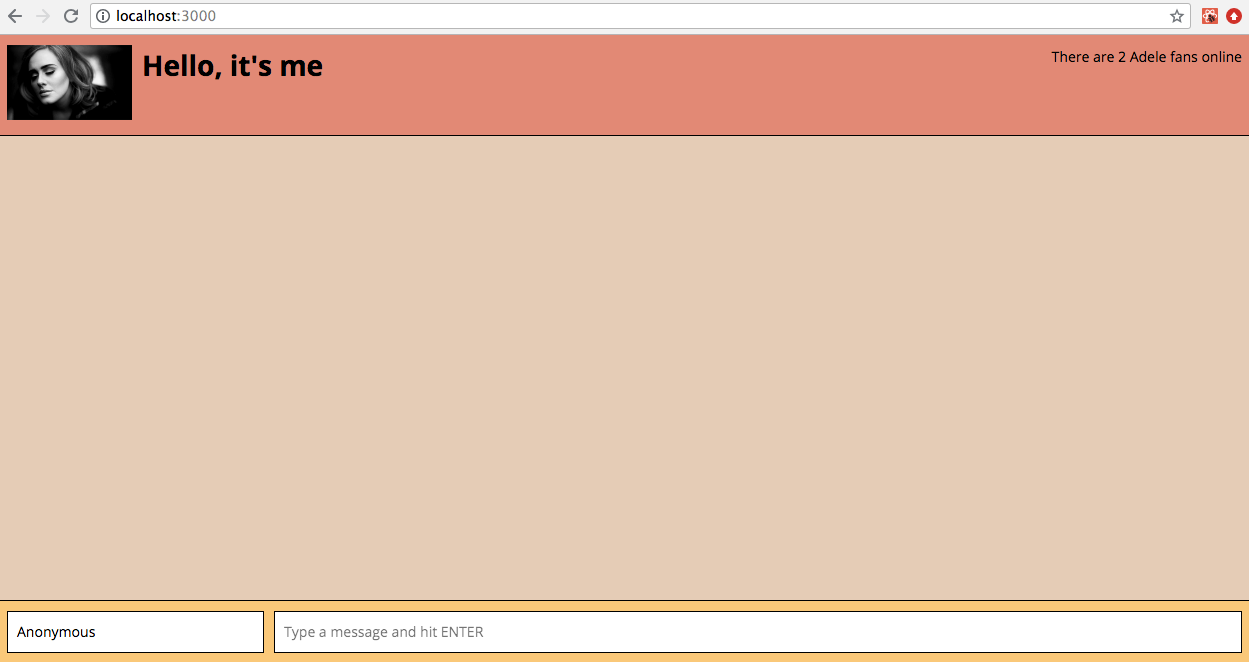 localhost:3000
Hello, it's me
There are 2 Adele fans online
Anonymous
Type a message and hit ENTER